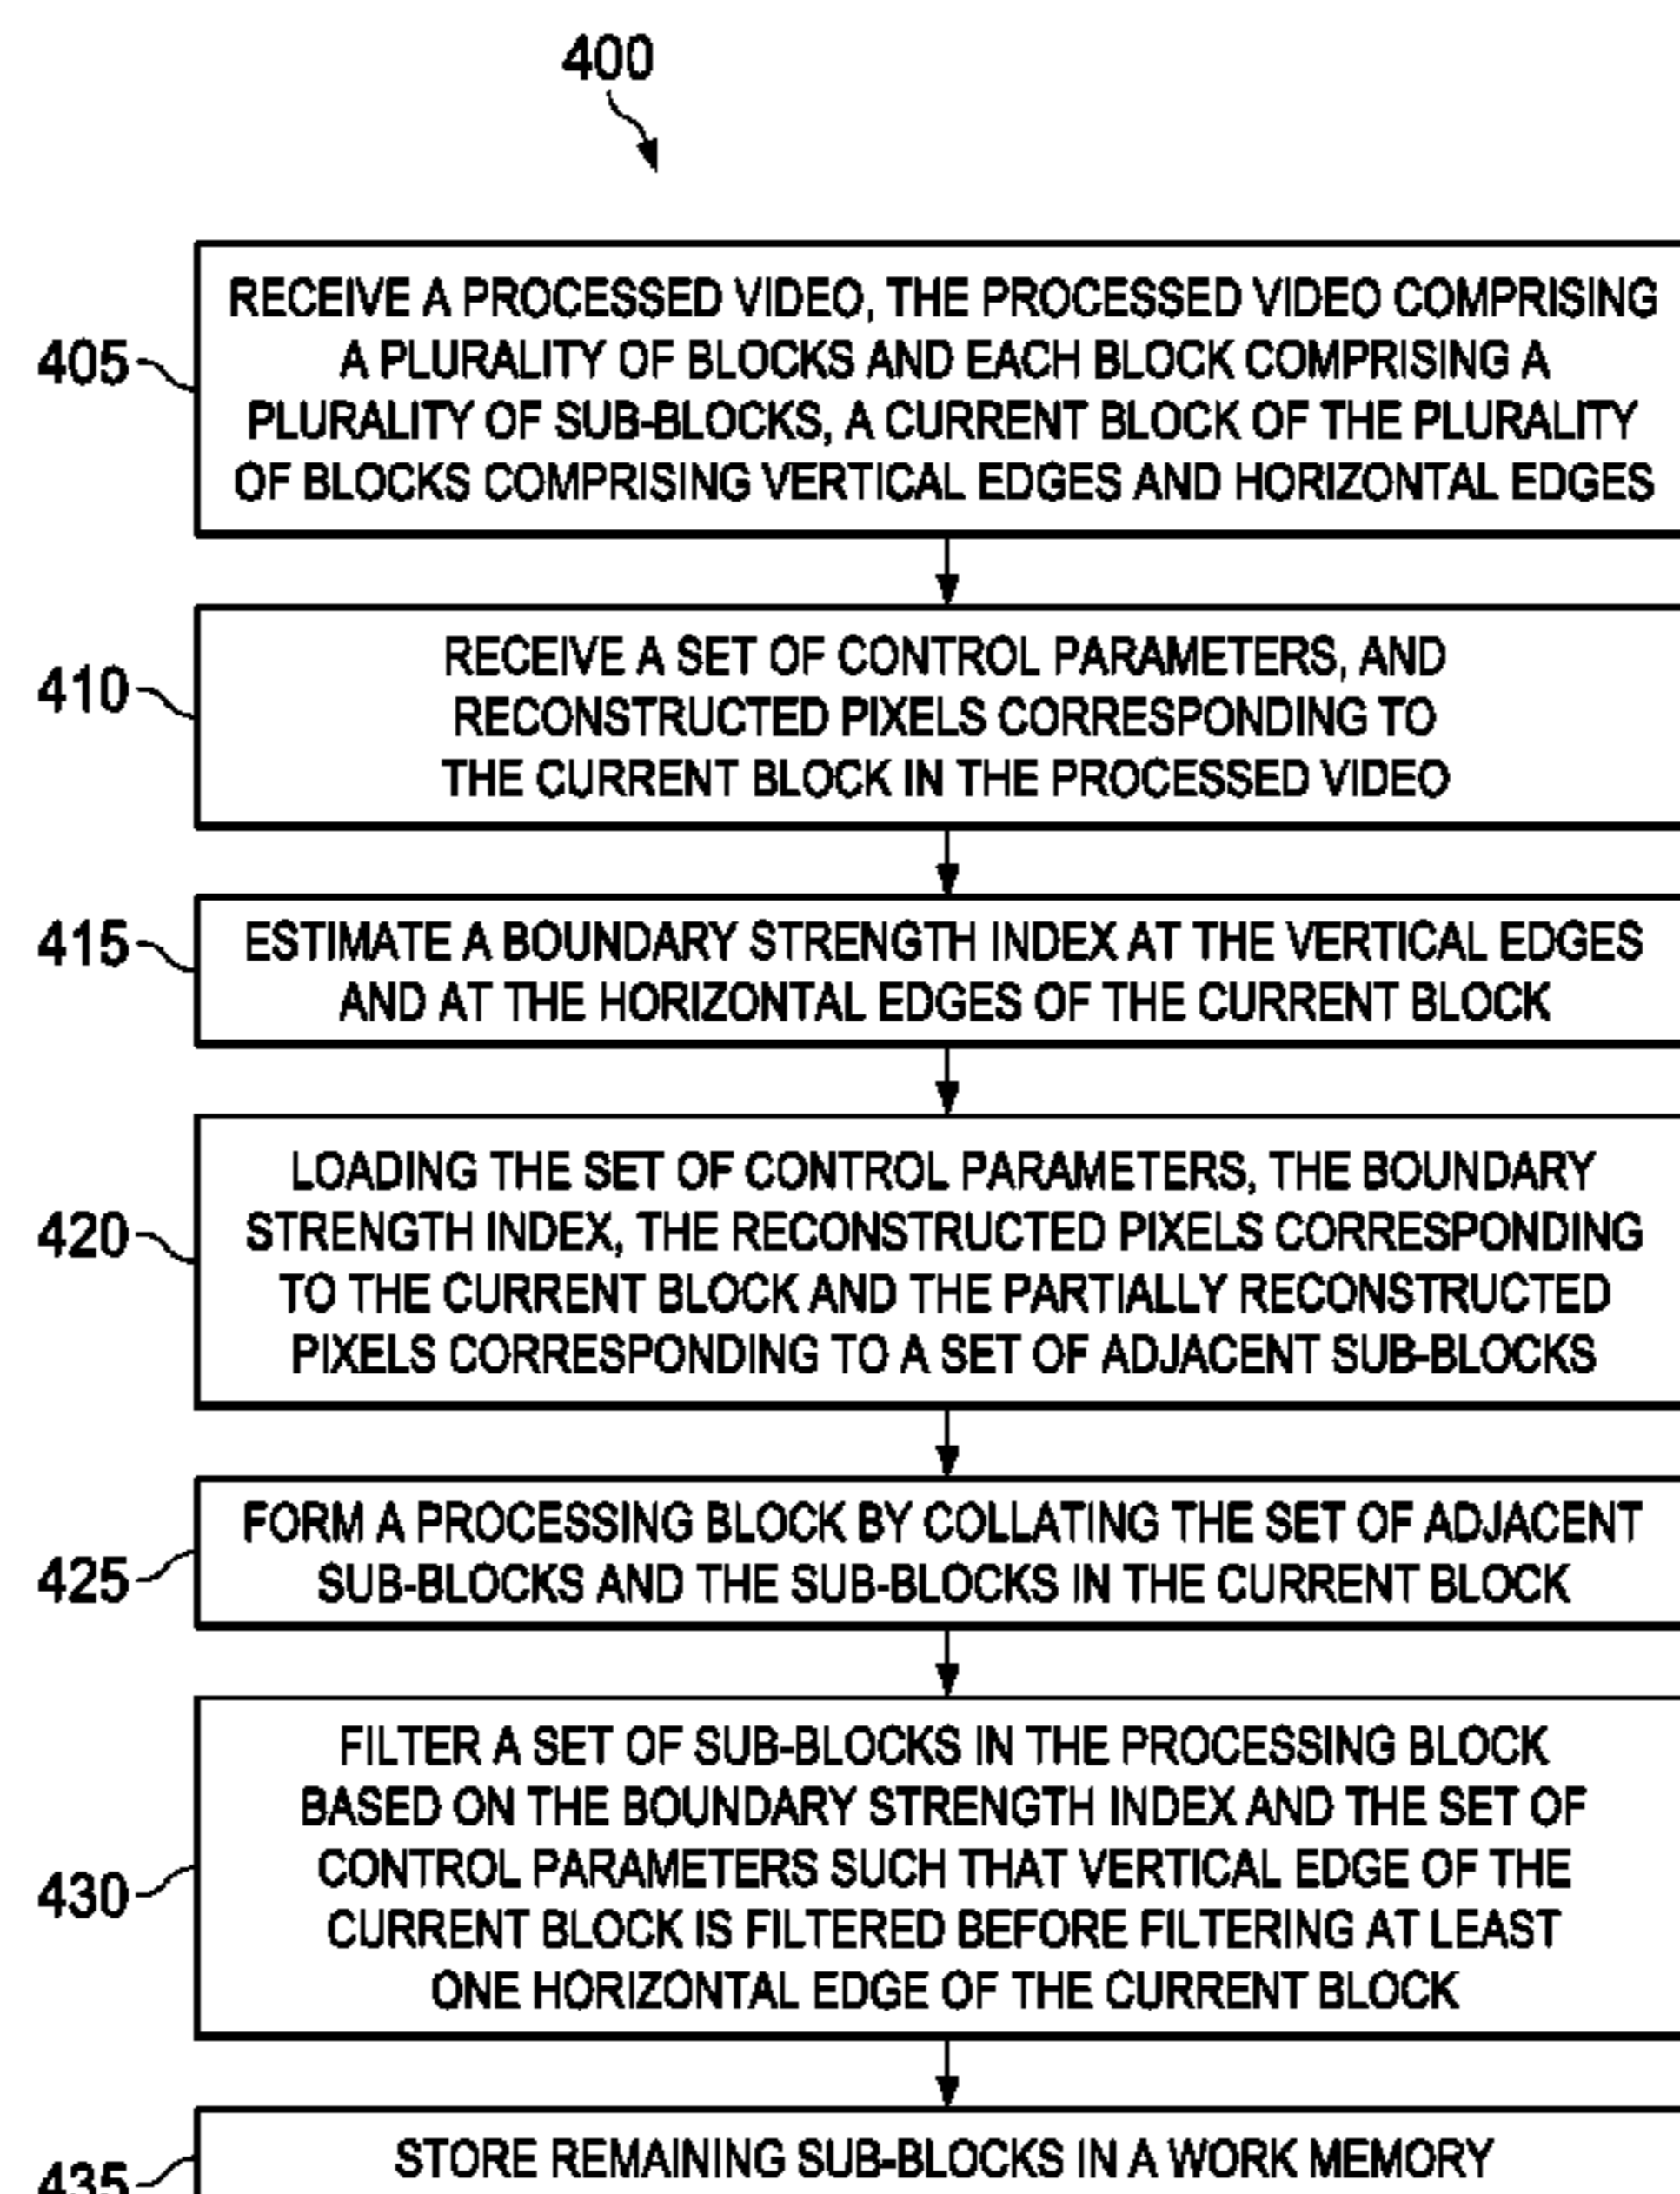 400
405
RECEIVE A PROCESSED VIDEO, THE PROCESSED VIDEO COMPRISING
A PLURALITY OF BLOCKS AND EACH BLOCK COMPRISING A
PLURALITY OF SUB-BLOCKS, A CURRENT BLOCK OF THE PLURALITY
OF BLOCKS COMPRISING VERTICAL EDGES AND HORIZONTAL EDGES
410
RECEIVE A SET OF CONTROL PARAMETERS, AND
RECONSTRUCTED PIXELS CORRESPONDING TO
THE CURRENT BLOCK IN THE PROCESSED VIDEO
415
ESTIMATE A BOUNDARY STRENGTH INDEX AT THE VERTICAL EDGES
AND AT THE HORIZONTAL EDGES OF THE CURRENT BLOCK
420
LOADING THE SET OF CONTROL PARAMETERS, THE BOUNDARY
STRENGTH INDEX, THE RECONSTRUCTED PIXELS CORRESPONDING
TO THE CURRENT BLOCK AND THE PARTIALLY RECONSTRUCTED
PIXELS CORRESPONDING TO A SET OF ADJACENT SUB-BLOCKS
425
FORM A PROCESSING BLOCK BY COLLATING THE SET OF ADJACENT
SUB-BLOCKS AND THE SUB-BLOCKS IN THE CURRENT BLOCK
430
FILTER A SET OF SUB-BLOCKS IN THE PROCESSING BLOCK
BASED ON THE BOUNDARY STRENGTH INDEX AND THE SET OF
CONTROL PARAMETERS SUCH THAT VERTICAL EDGE OF THE
CURRENT BLOCK IS FILTERED BEFORE FILTERING AT LEAST
ONE HORIZONTAL EDGE OF THE CURRENT BLOCK
435
STORE REMAINING SUB-BLOCKS IN A WORK MEMORY